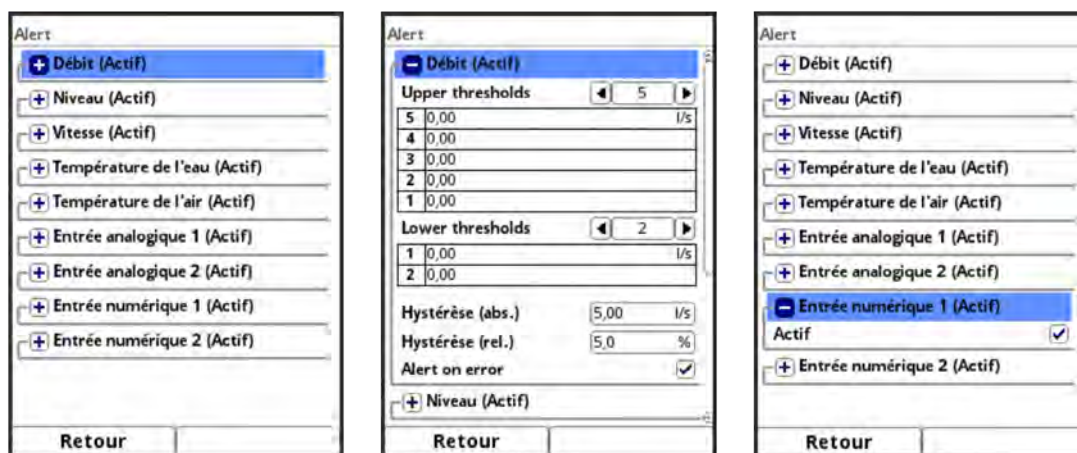 Alert
Débit (Actif)
Niveau (Actif)
Vitesse (Actif)
Température de l'eau (Actif)
Température de l'air (Actif)
Entrée analogique 1 (Actif)
Entrée analogique 2 (Actif)
Entrée numérique 1 (Actif)
Entrée numérique 2 (Actif)
Retour
Alert
Débit (Actif)
Upper thresholds 5
5 0,00 l/s
4 0,00
3 0,00
2 0,00
1 0,00
Lower thresholds 2
1 0,00 l/s
2 0,00
Hystérèse (abs.) 5,00 l/s
Hystérèse (rel.) 5,0 %
Alert on error
Niveau (Actif)
Retour
Alert
Débit (Actif)
Niveau (Actif)
Vitesse (Actif)
Température de l'eau (Actif)
Température de l'air (Actif)
Entrée analogique 1 (Actif)
Entrée analogique 2 (Actif)
Entrée numérique 1 (Actif)
Actif
Entrée numérique 2 (Actif)
Retour